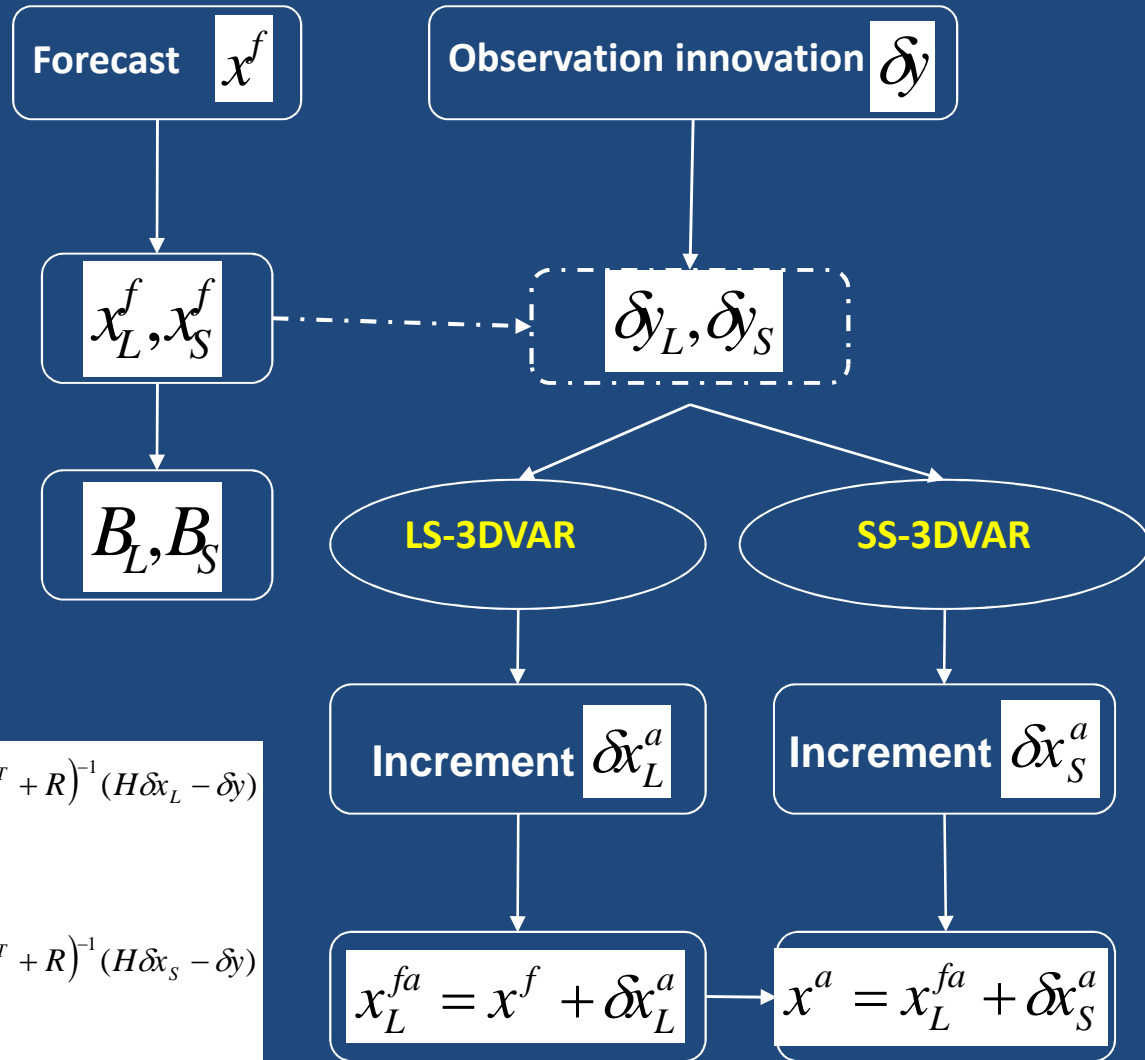 Forecast x^f
Observation innovation δy
x_L^f, x_S^f
δy_L, δy_S
B_L, B_S
LS-3DVAR
SS-3DVAR
Increment δx_L^a
Increment δx_S^a
^T + R)^{-1} (Hδx_L − δy)
^T + R)^{-1} (Hδx_S − δy)
x_L^{fa} = x^f + δx_L^a
x^a = x_L^{fa} + δx_S^a